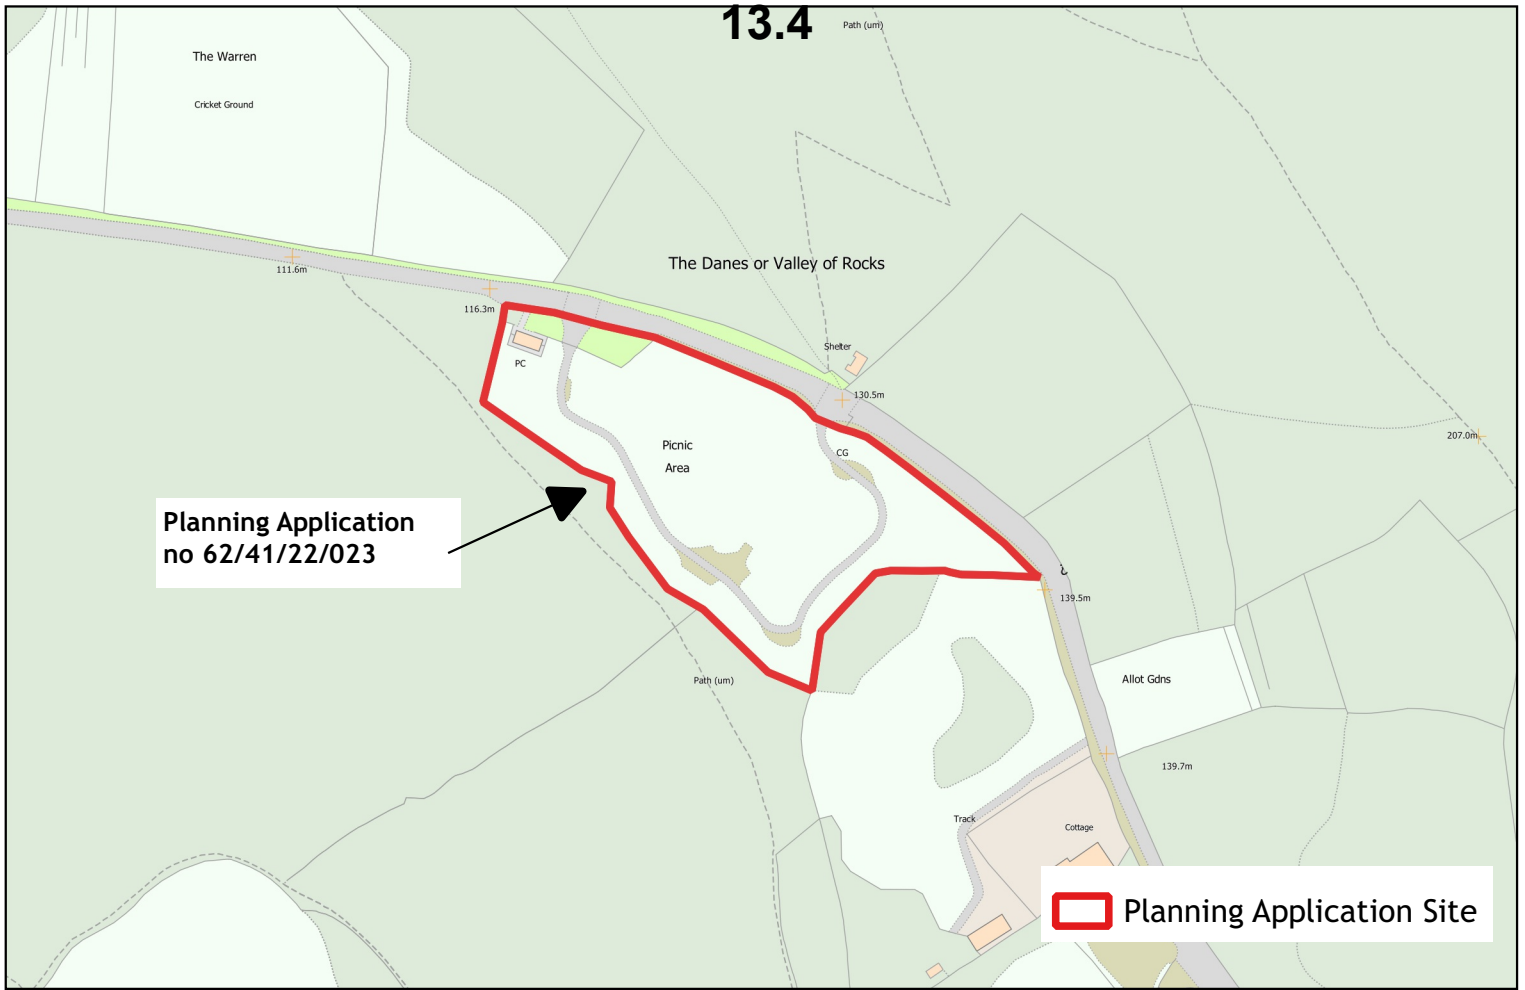 13.4
Path (um)
The Warren
Cricket Ground
The Danes or Valley of Rocks
111.6m
116.3m
Shelter
PC
130.5m
207.0m
Picnic
Area
CG
Planning Application
no 62/41/22/023
139.5m
Path (um)
Allot Gdns
139.7m
Track
Cottage
Planning Application Site